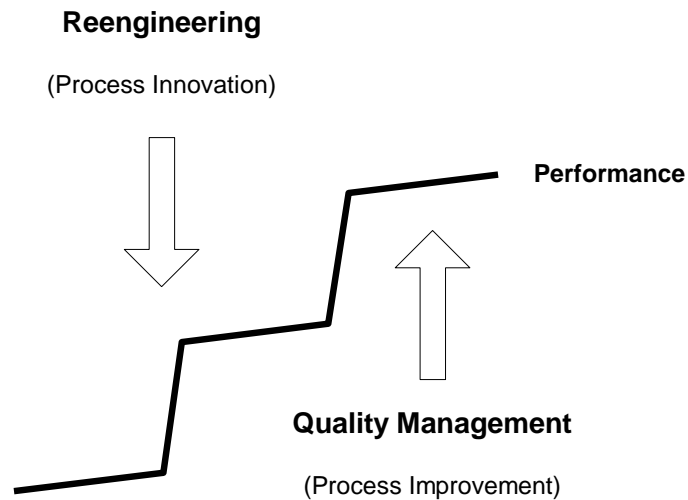 Reengineering
(Process Innovation)
Performance
Quality Management
(Process Improvement)